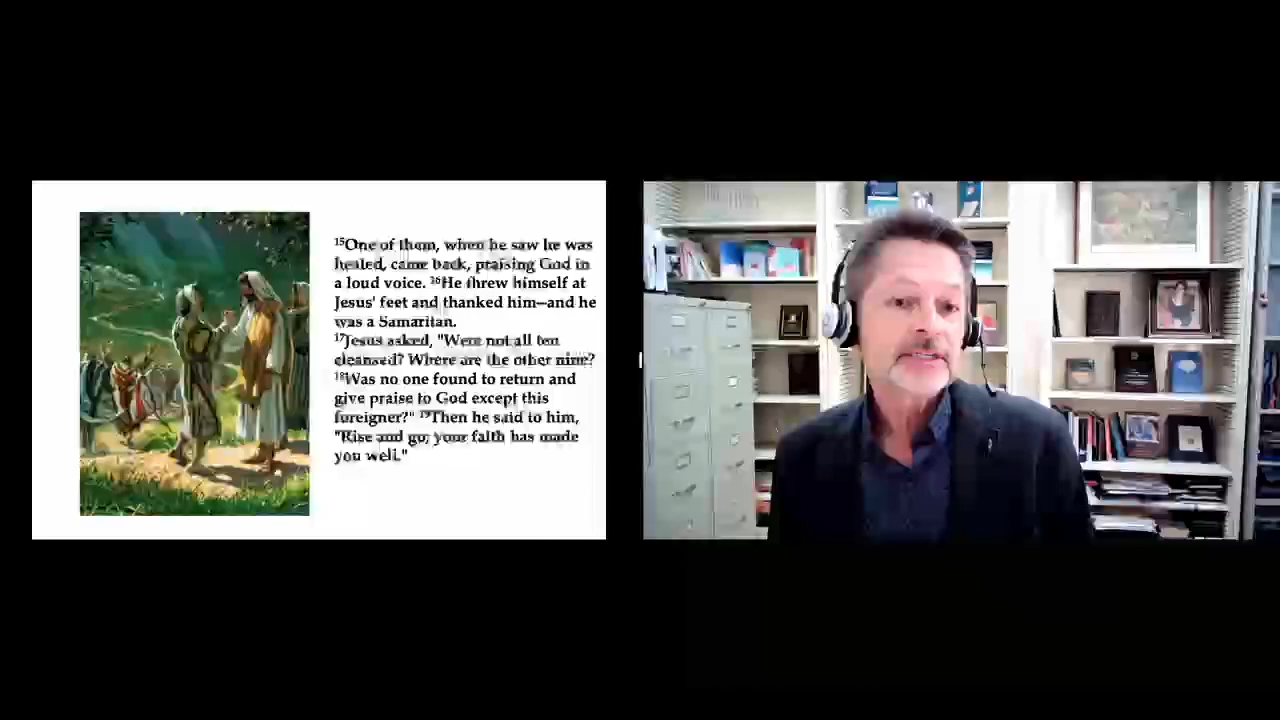 ¹⁵One of them, when he saw he was
healed, came back, praising God in
a loud voice. ¹⁶He threw himself at
Jesus' feet and thanked him—and he
was a Samaritan.
¹⁷Jesus asked, "Were not all ten
cleansed? Where are the other nine?
¹⁸Was no one found to return and
give praise to God except this
foreigner?" ¹⁹Then he said to him,
"Rise and go; your faith has made
you well."